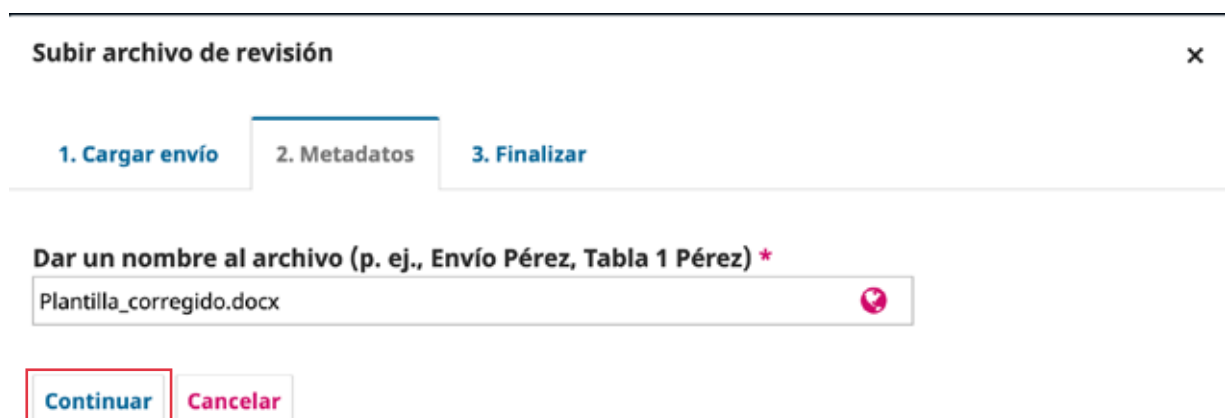 Subir archivo de revisión ×
1. Cargar envío 2. Metadatos 3. Finalizar
Dar un nombre al archivo (p. ej., Envío Pérez, Tabla 1 Pérez) *
Plantilla_corregido.docx
Continuar Cancelar